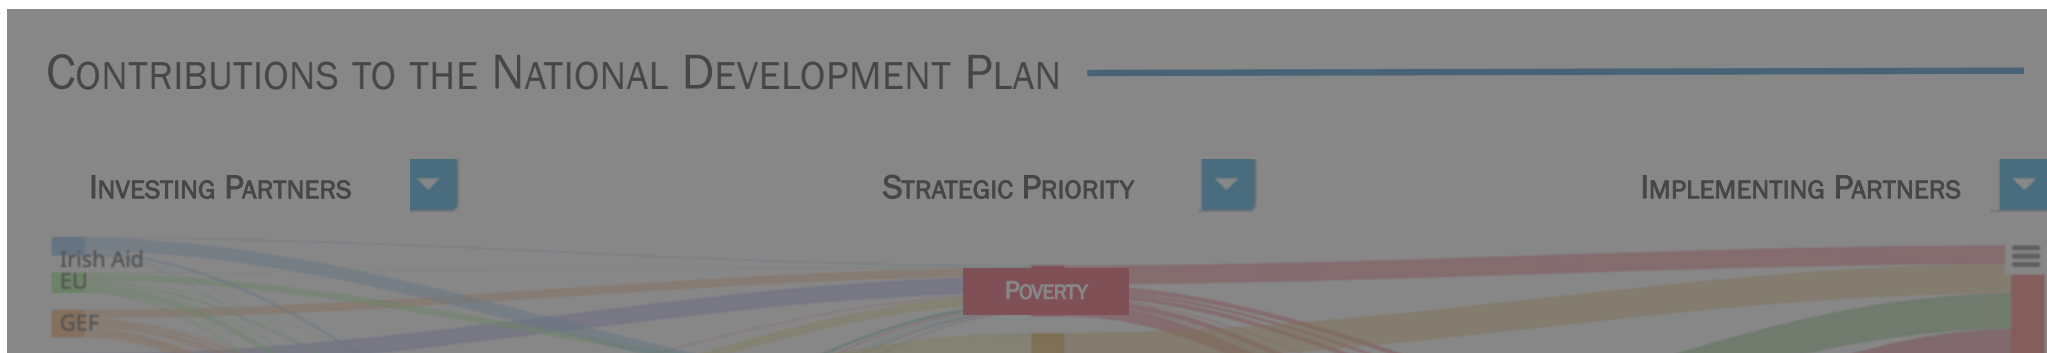 CONTRIBUTIONS TO THE NATIONAL DEVELOPMENT PLAN
INVESTING PARTNERS STRATEGIC PRIORITY IMPLEMENTING PARTNERS
Irish Aid
EU
POVERTY
GEF